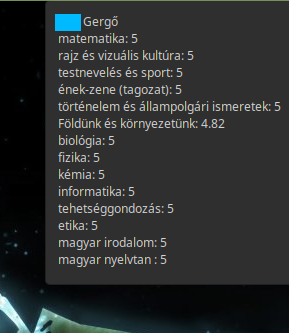 Gergő
matematika: 5
rajz és vizuális kultúra: 5
testnevelés és sport: 5
ének-zene (tagozat): 5
történelem és állampolgári ismeretek: 5
Földünk és környezetünk: 4.82
biológia: 5
fizika: 5
kémia: 5
informatika: 5
tehetséggondozás: 5
etika: 5
magyar irodalom: 5
magyar nyelvtan : 5